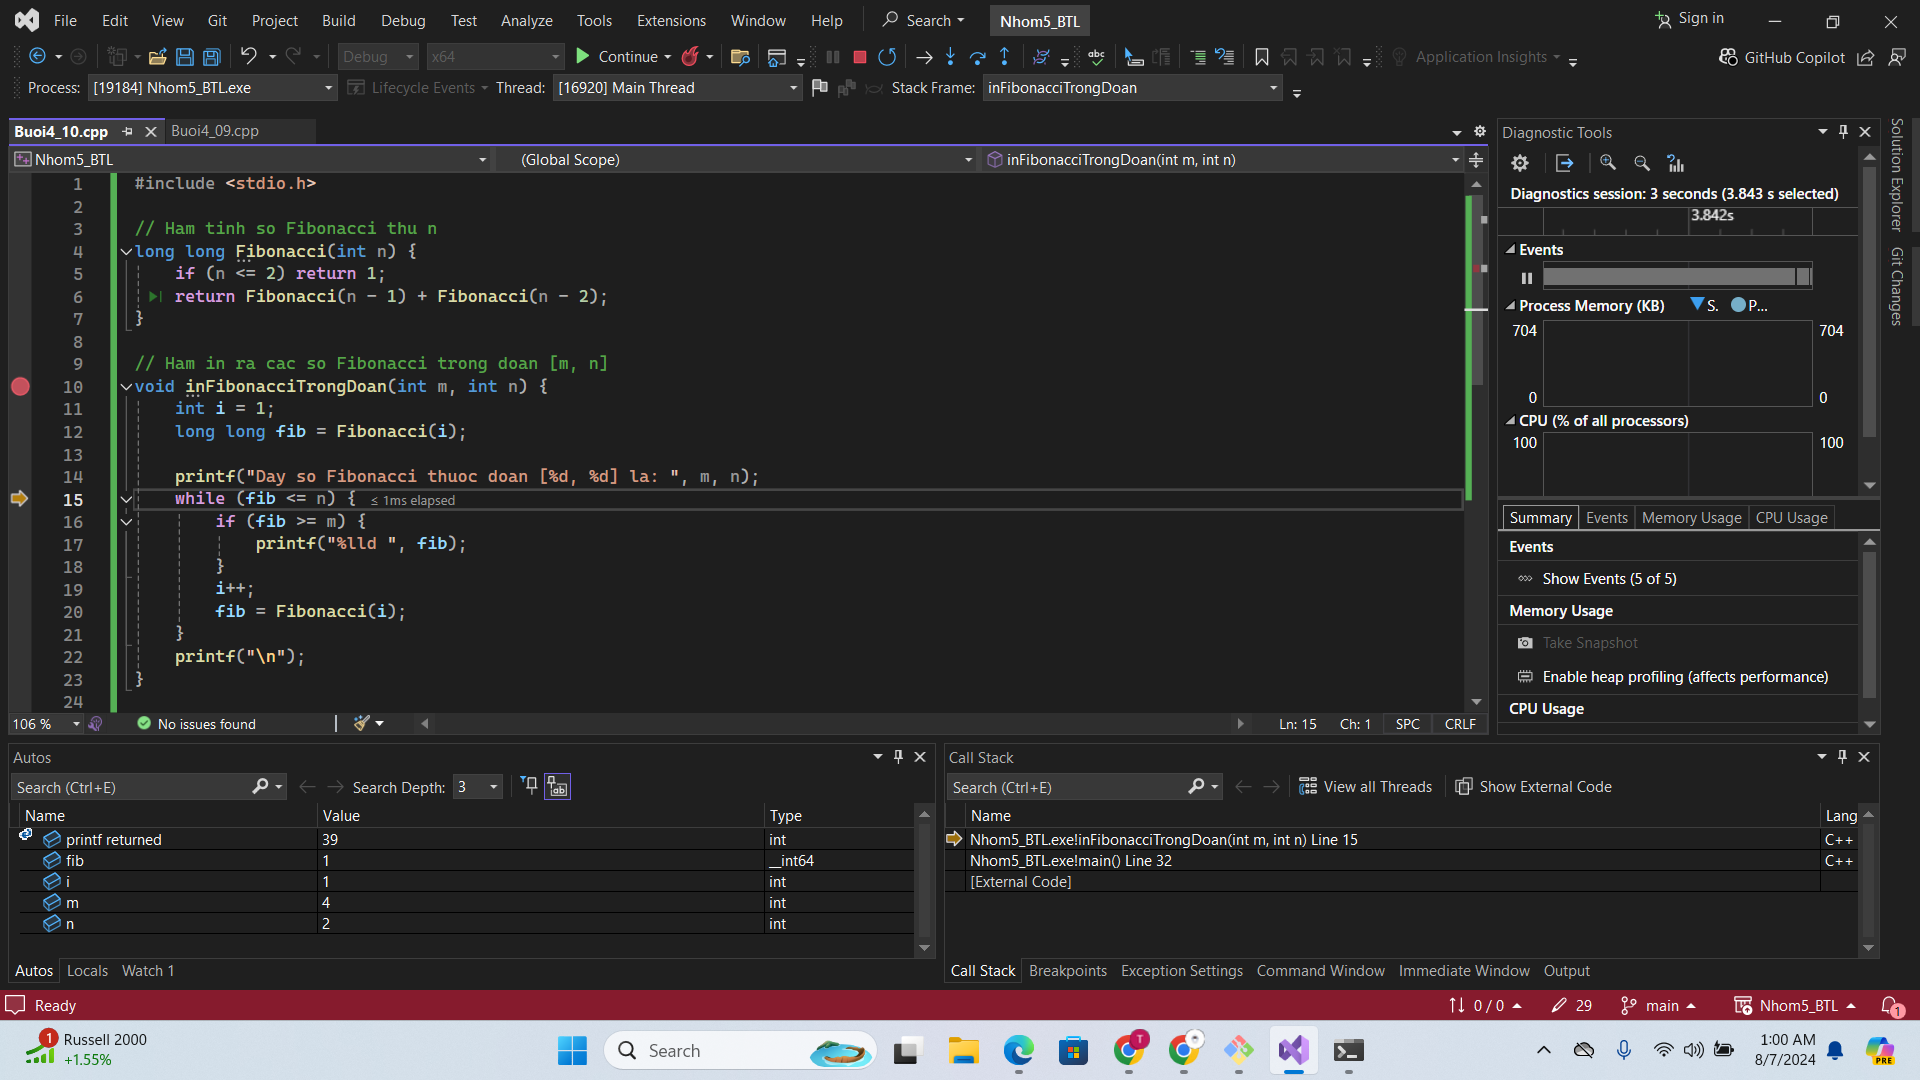 File Edit View Git Project Build Debug Test Analyze Tools Extensions Window Help Search Nhom5_BTL Sign in
Debug x64 Continue Application Insights GitHub Copilot
Process: [19184] Nhom5_BTL.exe Lifecycle Events Thread: [16920] Main Thread Stack Frame: inFibonacciTrongDoan
Buoi4_10.cpp Buoi4_09.cpp
Nhom5_BTL (Global Scope) inFibonacciTrongDoan(int m, int n)
1 #include <stdio.h>
2
3 // Ham tinh so Fibonacci thu n
4 long long Fibonacci(int n) {
5 if (n <= 2) return 1;
6 return Fibonacci(n - 1) + Fibonacci(n - 2);
7 }
8
9 // Ham in ra cac so Fibonacci trong doan [m, n]
10 void inFibonacciTrongDoan(int m, int n) {
11 int i = 1;
12 long long fib = Fibonacci(i);
13
14 printf("Day so Fibonacci thuoc doan [%d, %d] la: ", m, n);
15 while (fib <= n) { ≤ 1ms elapsed
16 if (fib >= m) {
17 printf("%lld ", fib);
18 }
19 i++;
20 fib = Fibonacci(i);
21 }
22 printf("\n");
23 }
24
106 % No issues found Ln: 15 Ch: 1 SPC CRLF
Diagnostic Tools
Diagnostics session: 3 seconds (3.843 s selected)
3.842s
Events
Process Memory (KB) S. P...
704 704
0 0
CPU (% of all processors)
100 100
Summary Events Memory Usage CPU Usage
Events
Show Events (5 of 5)
Memory Usage
Take Snapshot
Enable heap profiling (affects performance)
CPU Usage
Solution Explorer
Git Changes
Autos
Search (Ctrl+E) Search Depth: 3
Name Value Type
printf returned 39 int
fib 1 __int64
i 1 int
m 4 int
n 2 int
Autos Locals Watch 1
Call Stack
Search (Ctrl+E) View all Threads Show External Code
Name Lang
Nhom5_BTL.exe!inFibonacciTrongDoan(int m, int n) Line 15 C++
Nhom5_BTL.exe!main() Line 32 C++
[External Code]
Call Stack Breakpoints Exception Settings Command Window Immediate Window Output
Ready 0 / 0 29 main Nhom5_BTL 1
1 Russell 2000
+1.55%
Search
T
1:00 AM
8/7/2024
PRE